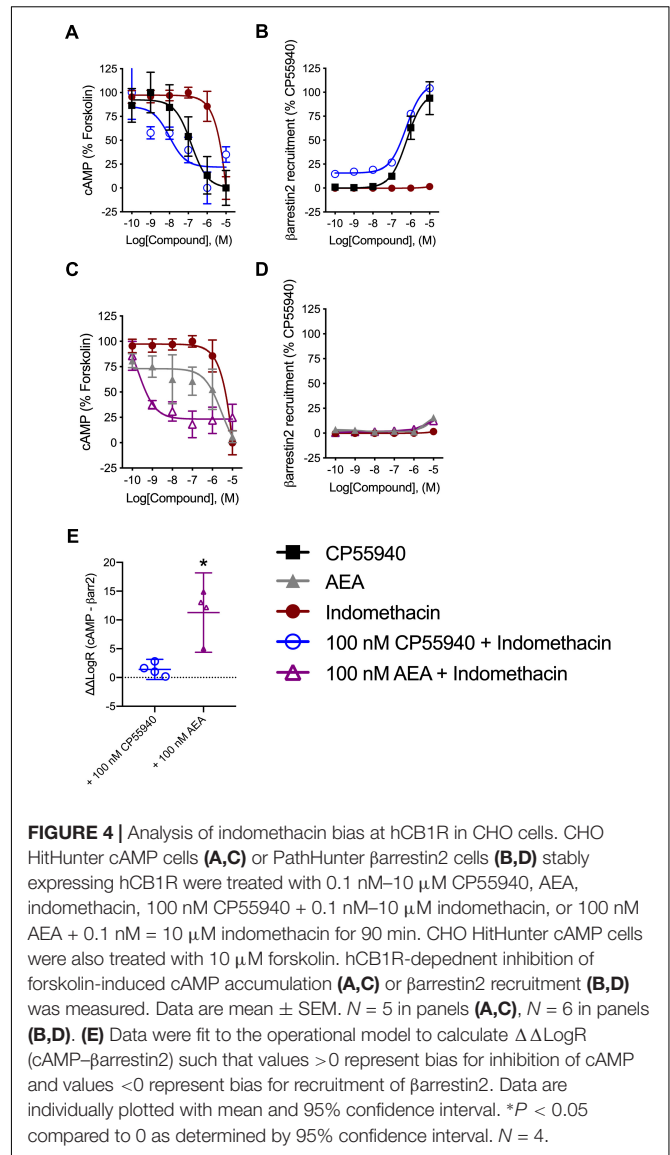 A
cAMP (% Forskolin)
125
100
75
50
25
0
25
-10 -9 -8 -7 -6 -5
Log[Compound], (M)
B
βarrestin2 recruitment (% CP55940)
125
100
75
50
25
0
25
-10 -9 -8 -7 -6 -5
Log[Compound], (M)
C
cAMP (% Forskolin)
125
100
75
50
25
0
25
-10 -9 -8 -7 -6 -5
Log[Compound], (M)
D
βarrestin2 recruitment (% CP55940)
125
100
75
50
25
0
25
-10 -9 -8 -7 -6 -5
Log[Compound], (M)
E
ΔΔLogR (cAMP - βarr2)
20
15
10
5
0
-5
*
+ 100 nM CP55940
+ 100 nM AEA
CP55940
AEA
Indomethacin
100 nM CP55940 + Indomethacin
100 nM AEA + Indomethacin
FIGURE 4 | Analysis of indomethacin bias at hCB1R in CHO cells. CHO
HitHunter cAMP cells (A,C) or PathHunter βarrestin2 cells (B,D) stably
expressing hCB1R were treated with 0.1 nM–10 μM CP55940, AEA,
indomethacin, 100 nM CP55940 + 0.1 nM–10 μM indomethacin, or 100 nM
AEA + 0.1 nM = 10 μM indomethacin for 90 min. CHO HitHunter cAMP cells
were also treated with 10 μM forskolin. hCB1R-depednent inhibition of
forskolin-induced cAMP accumulation (A,C) or βarrestin2 recruitment (B,D)
was measured. Data are mean ± SEM. N = 5 in panels (A,C), N = 6 in panels
(B,D). (E) Data were fit to the operational model to calculate ΔΔLogR
(cAMP–βarrestin2) such that values >0 represent bias for inhibition of cAMP
and values <0 represent bias for recruitment of βarrestin2. Data are
individually plotted with mean and 95% confidence interval. *P < 0.05
compared to 0 as determined by 95% confidence interval. N = 4.